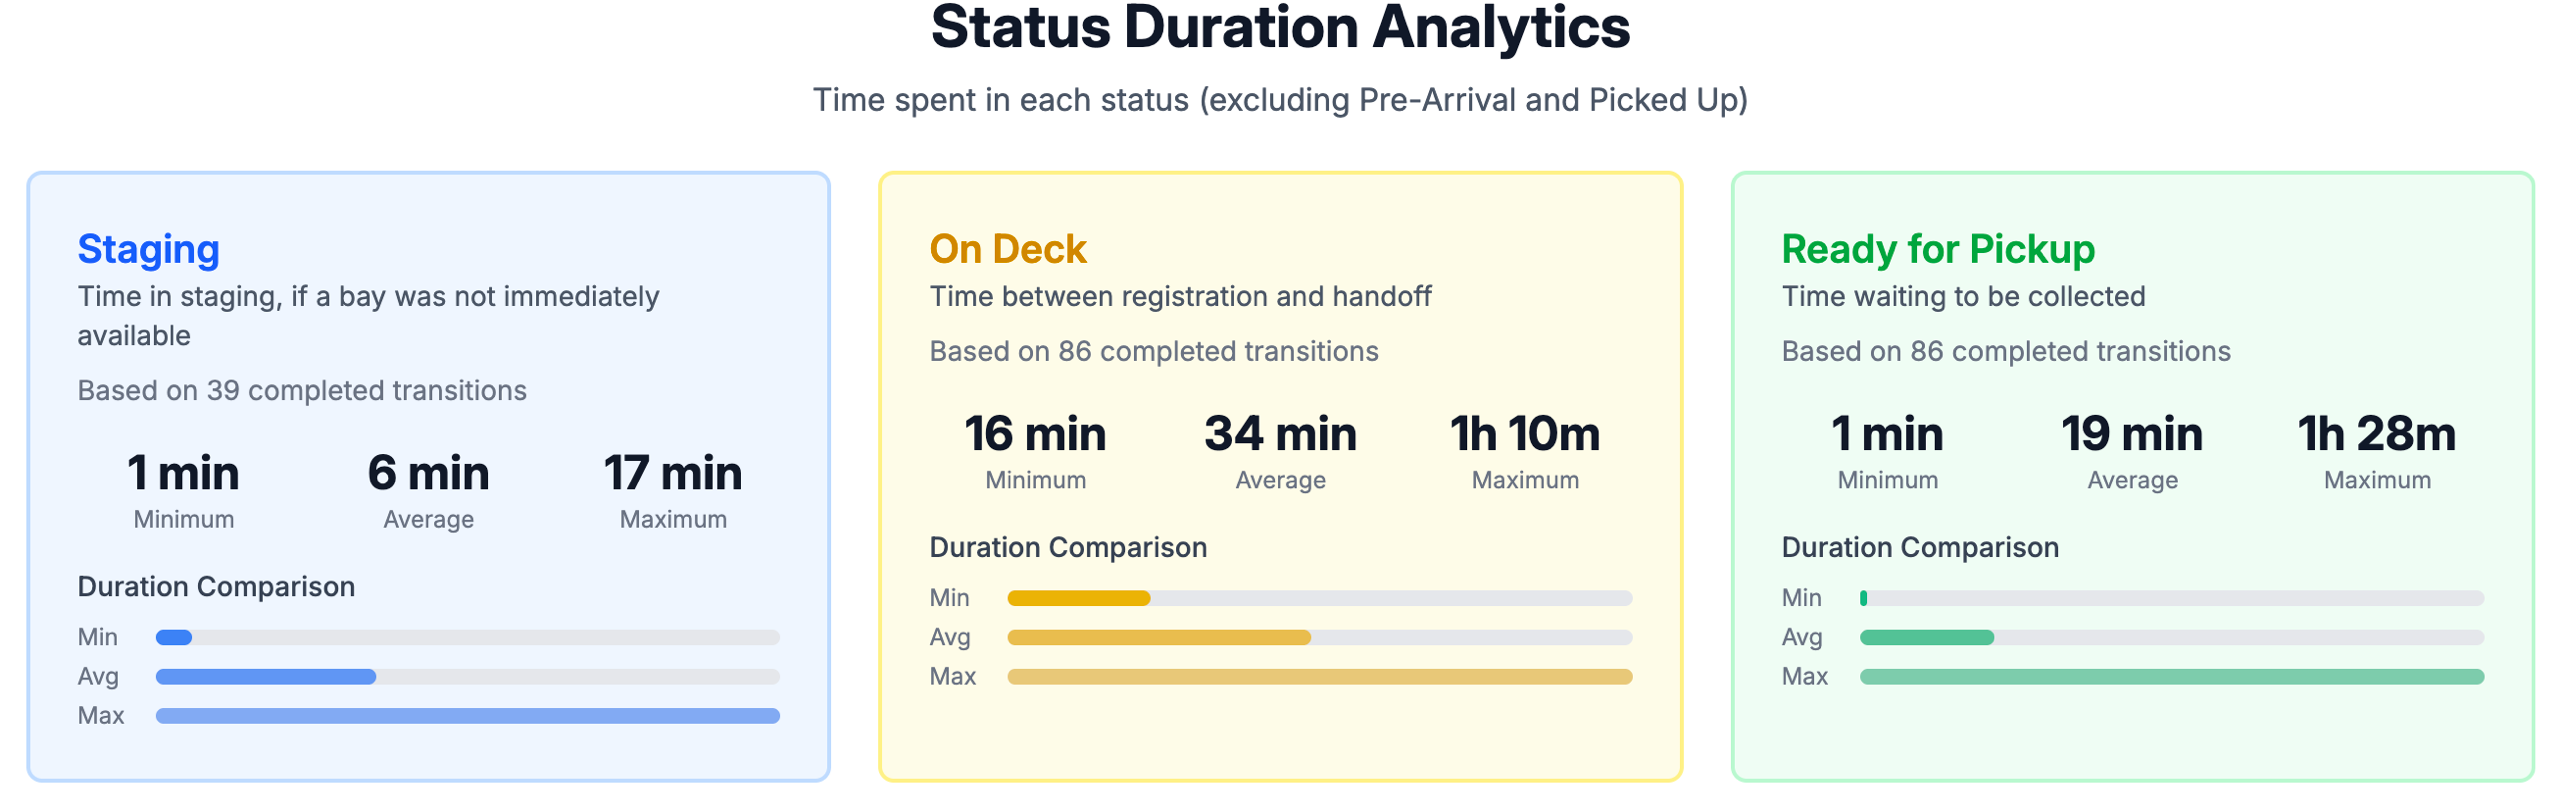 Status Duration Analytics
Time spent in each status (excluding Pre-Arrival and Picked Up)
Staging
Time in staging, if a bay was not immediately
available
Based on 39 completed transitions
1 min
6 min
17 min
Minimum
Average
Maximum
Duration Comparison
Min
Avg
Max
On Deck
Time between registration and handoff
Based on 86 completed transitions
16 min
34 min
1h 10m
Minimum
Average
Maximum
Duration Comparison
Min
Avg
Max
Ready for Pickup
Time waiting to be collected
Based on 86 completed transitions
1 min
19 min
1h 28m
Minimum
Average
Maximum
Duration Comparison
Min
Avg
Max